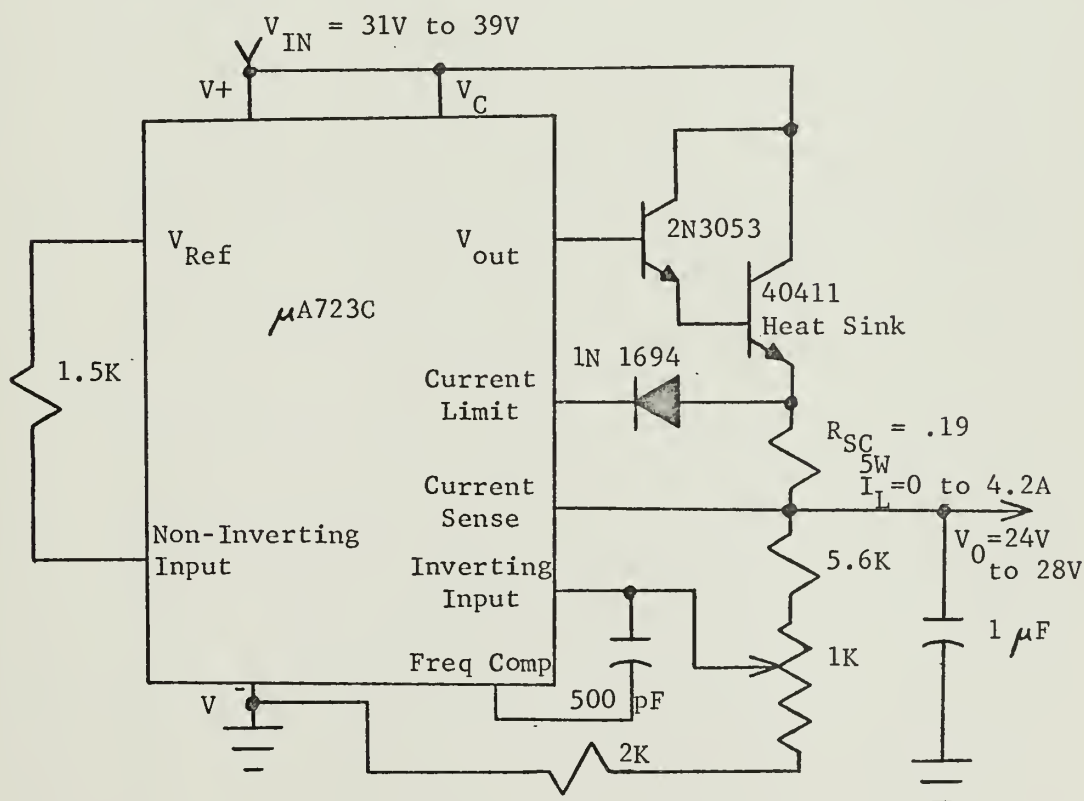 V_IN = 31V to 39V
V+
V_C
V_Ref
V_out
2N3053
μA723C
40411
Heat Sink
1.5K
1N 1694
Current
Limit
R_SC = .19
5W
I_L=0 to 4.2A
Current
Sense
Non-Inverting
Input
V_O=24V
to 28V
5.6K
Inverting
Input
1 μF
1K
Freq Comp
500 pF
V-
2K